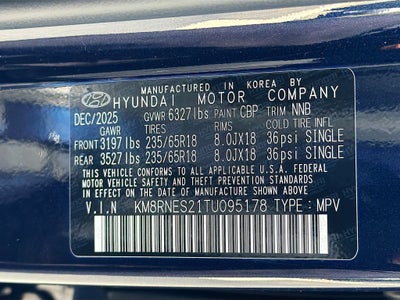 MANUFACTURED IN KOREA BY
HYUNDAI MOTOR COMPANY
DEC/2025 GVWR 6327lbs PAINT CBP TRIM NNB
GAWR TIRES RIMS COLD TIRE INFL
FRONT 3197lbs 235/65R18 8.0JX18 36psi SINGLE
REAR 3527lbs 235/65R18 8.0JX18 36psi SINGLE
THIS VEHICLE CONFORMS TO ALL APPLICABLE U.S.A. FEDERAL
MOTOR VEHICLE SAFETY STANDARDS
IN EFFECT ON THE DATE OF MANUFACTURE SHOWN ABOVE.
V.I.N KM8RNES21TU095178 TYPE: MPV